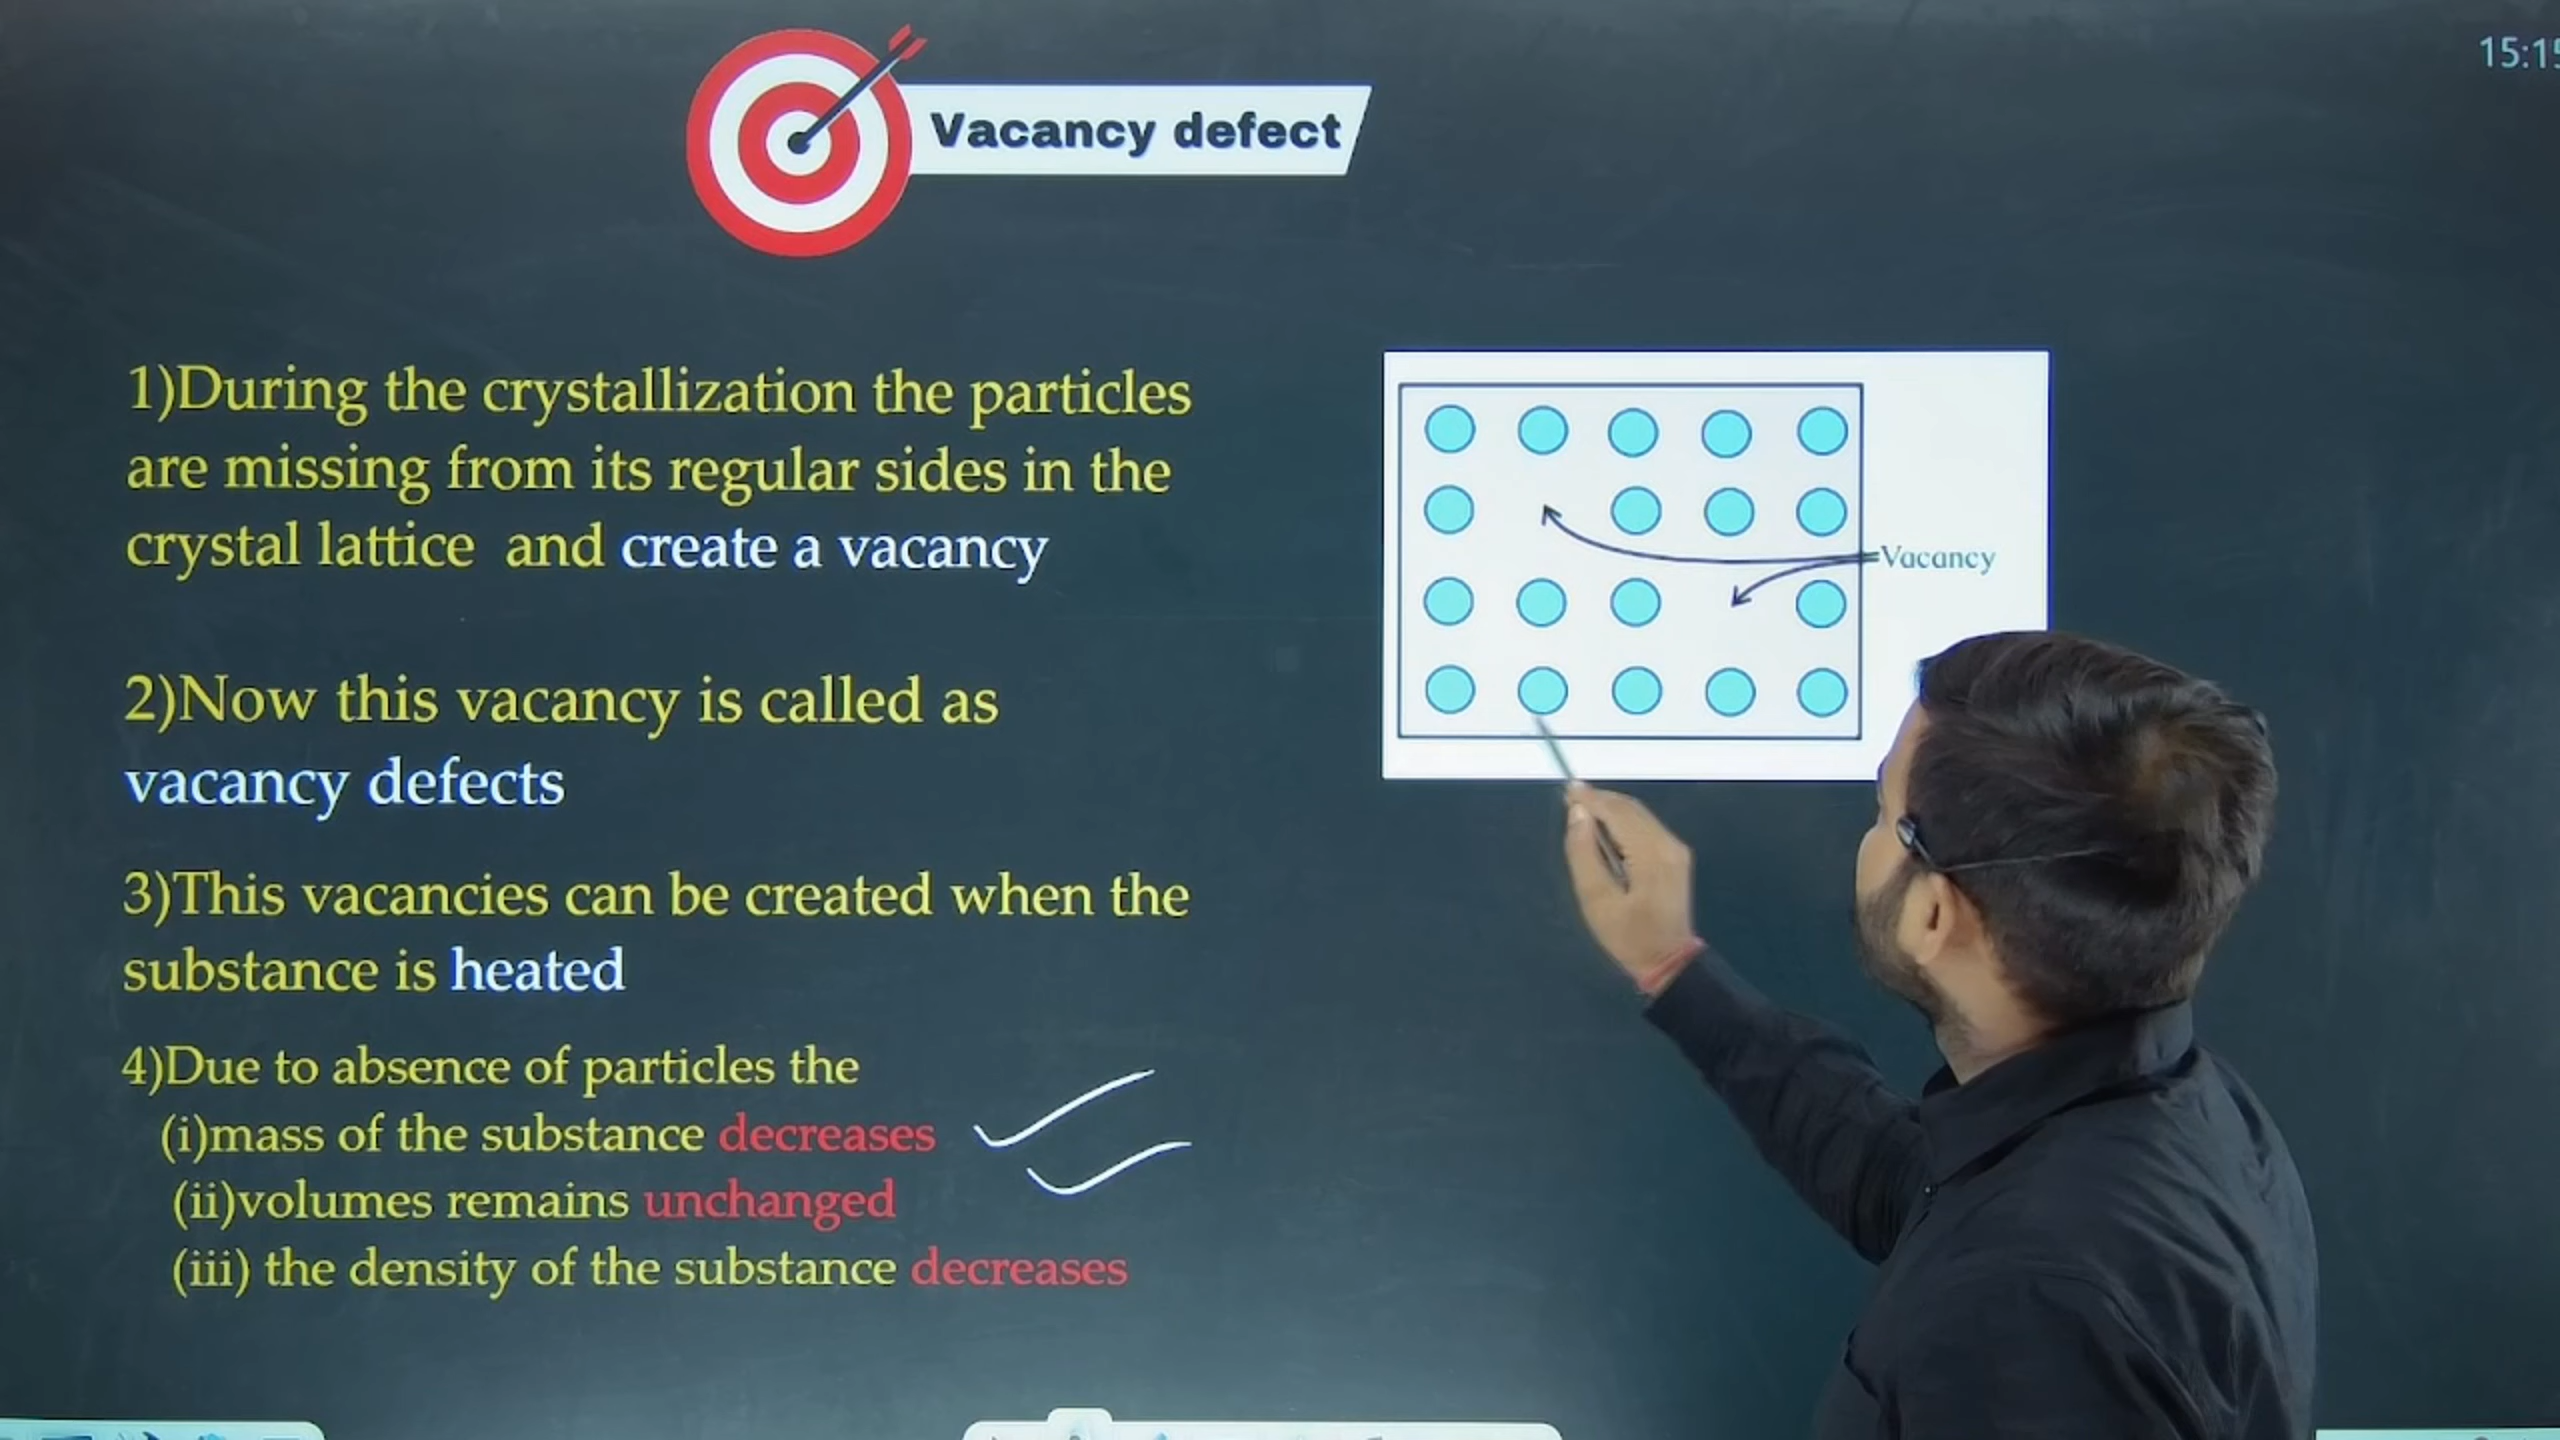 15:15
Vacancy defect
1)During the crystallization the particles
are missing from its regular sides in the
crystal lattice and create a vacancy
Vacancy
2)Now this vacancy is called as
vacancy defects
3)This vacancies can be created when the
substance is heated
4)Due to absence of particles the
(i)mass of the substance decreases
(ii)volumes remains unchanged
(iii) the density of the substance decreases